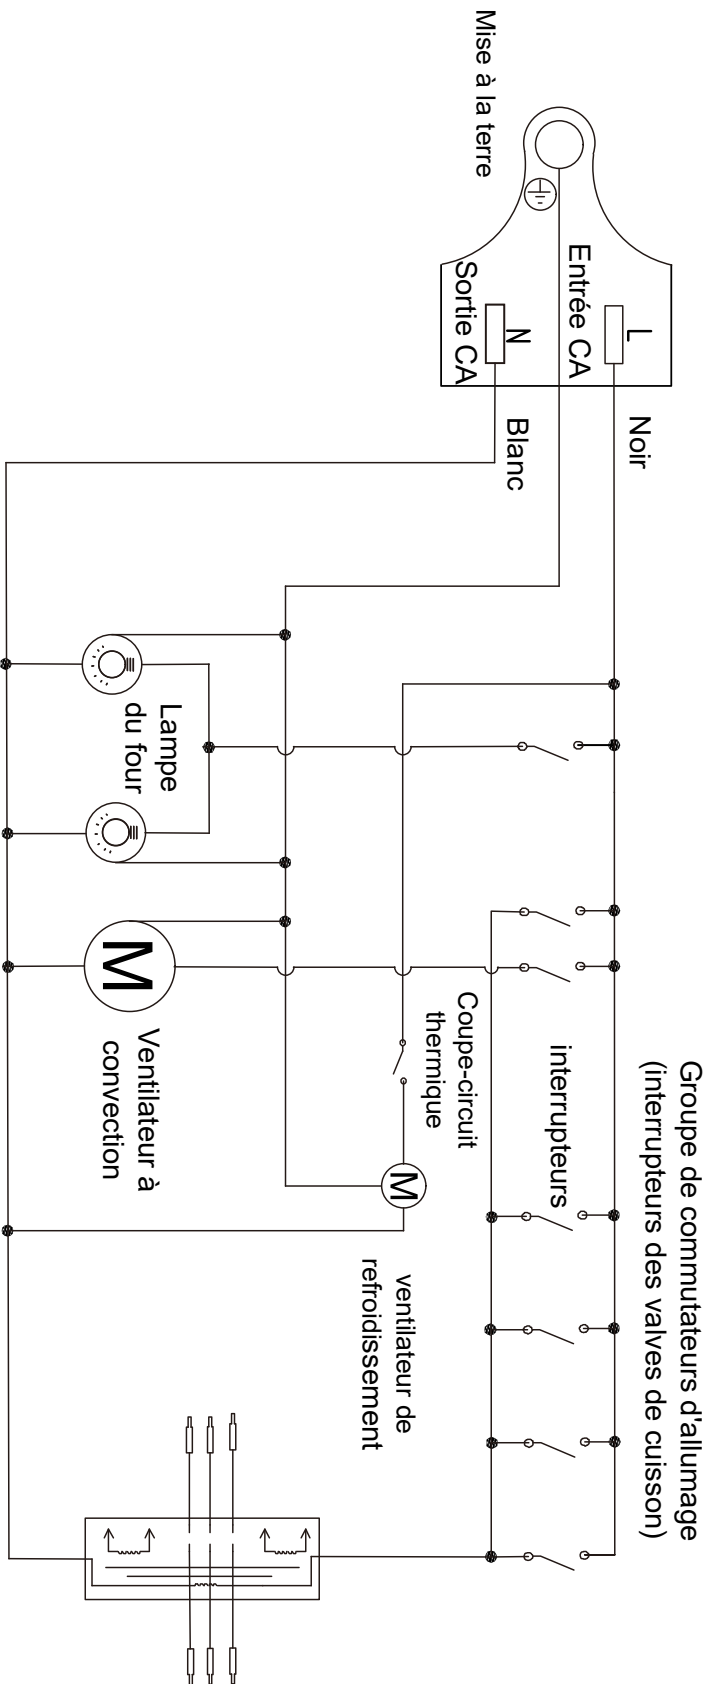 Mise à la terre
L
Entrée CA
N
Sortie CA
Noir
Blanc
Lampe
du four
M
Ventilateur à
convection
Coupe-circuit
thermique
M
ventilateur de
refroidissement
interrupteurs
Groupe de commutateurs d'allumage
(interrupteurs des valves de cuisson)